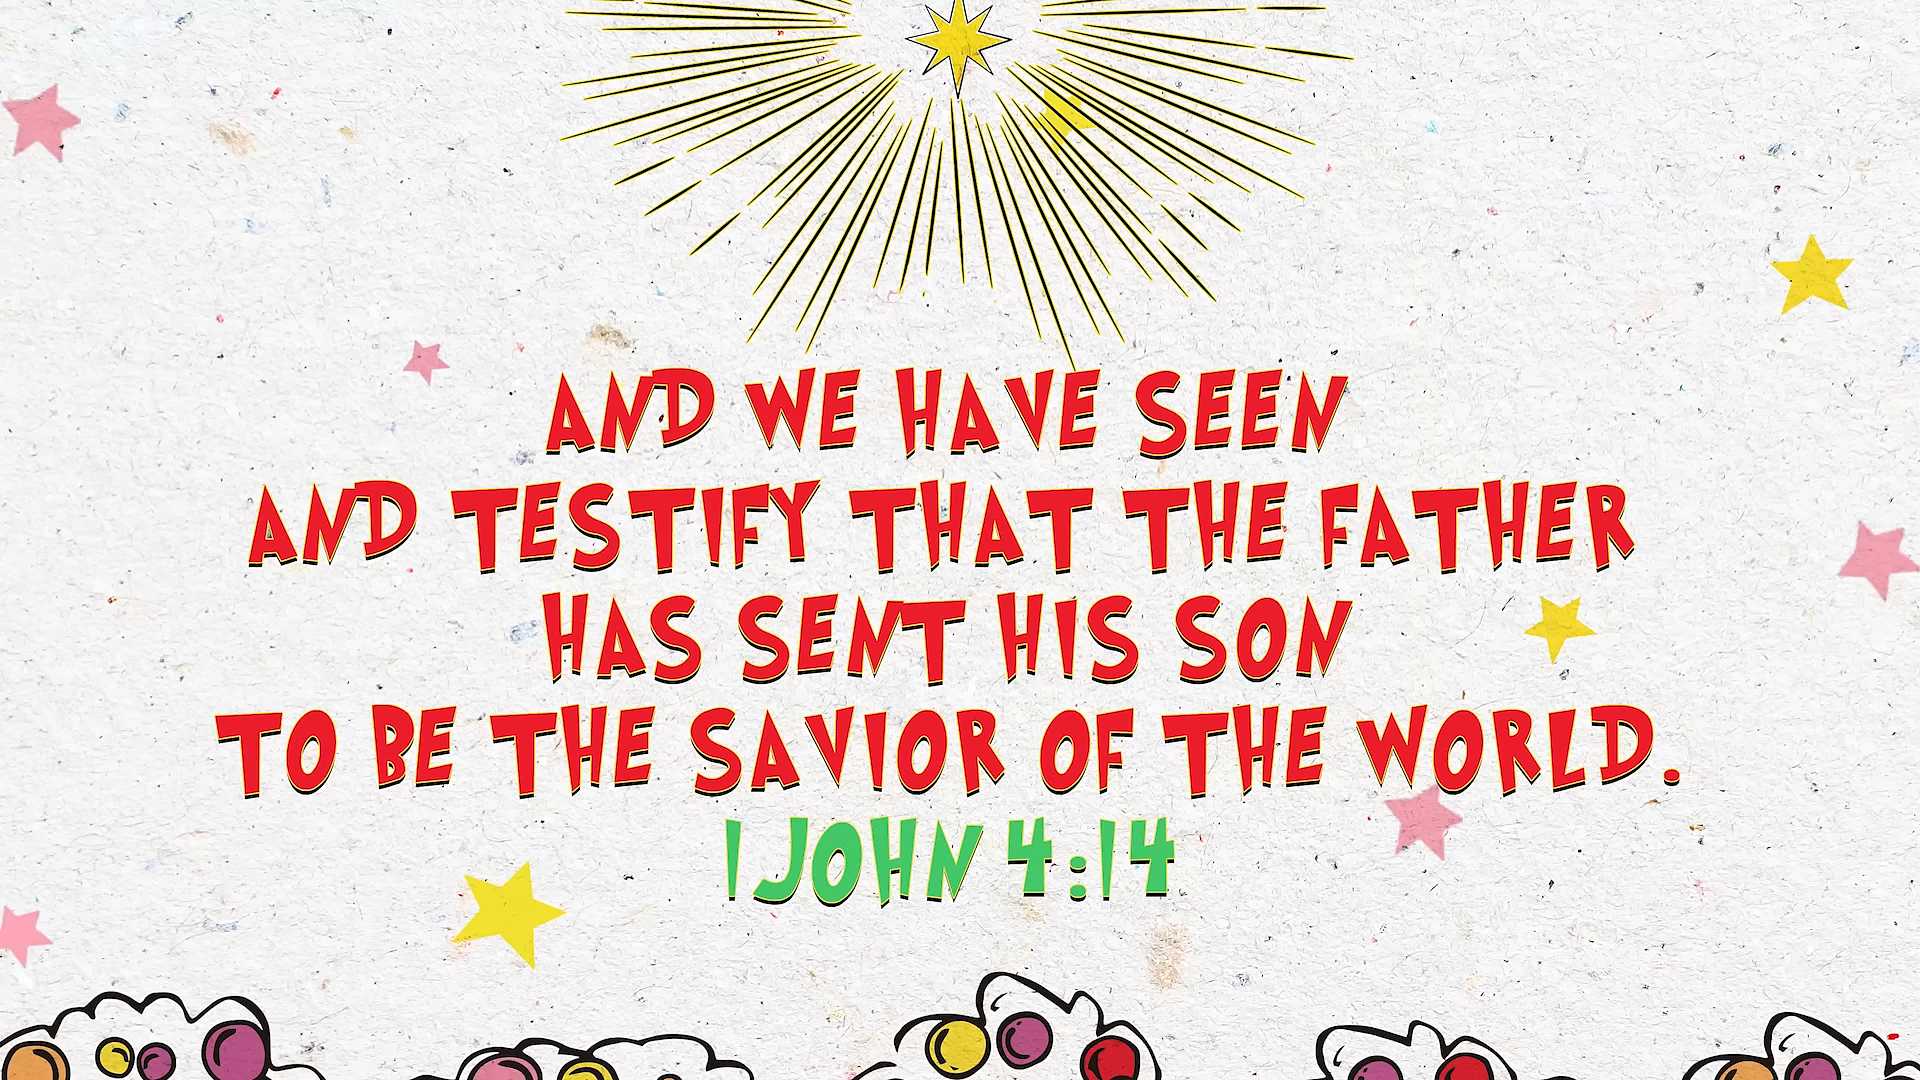 AND WE HAVE SEEN
AND TESTIFY THAT THE FATHER
HAS SENT HIS SON
TO BE THE SAVIOR OF THE WORLD.
1 JOHN 4:14